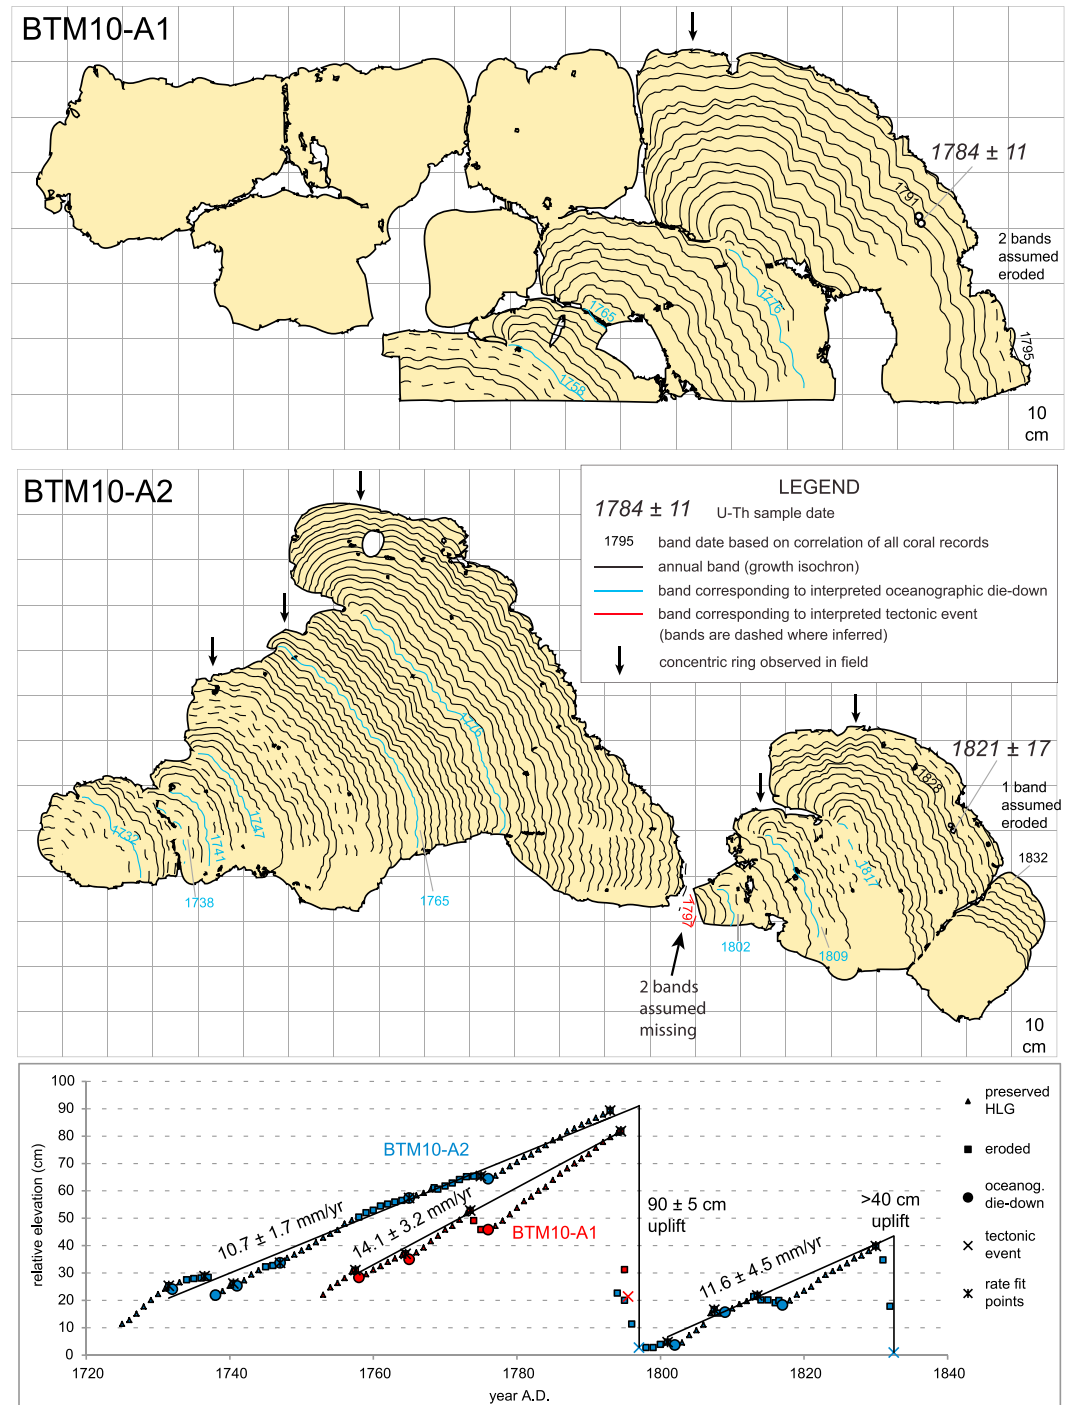 BTM10-A1
1784 ± 11
1791
2 bands
assumed
eroded
1776
1765
1758
1795
10
cm
BTM10-A2
LEGEND
1784 ± 11 U-Th sample date
1795 band date based on correlation of all coral records
annual band (growth isochron)
band corresponding to interpreted oceanographic die-down
band corresponding to interpreted tectonic event
(bands are dashed where inferred)
concentric ring observed in field
1776
1821 ± 17
1828
1 band
assumed
eroded
1732
1741
1747
1817
1832
1738
1765
1797
1802
1809
2 bands
assumed
missing
10
cm
100
90
80
70
60
50
40
30
20
10
0
relative elevation (cm)
BTM10-A2
10.7 ± 1.7 mm/yr
14.1 ± 3.2 mm/yr
BTM10-A1
90 ± 5 cm
uplift
>40 cm
uplift
11.6 ± 4.5 mm/yr
preserved
HLG
eroded
oceanog.
die-down
tectonic
event
rate fit
points
1720 1740 1760 1780 1800 1820 1840
year A.D.